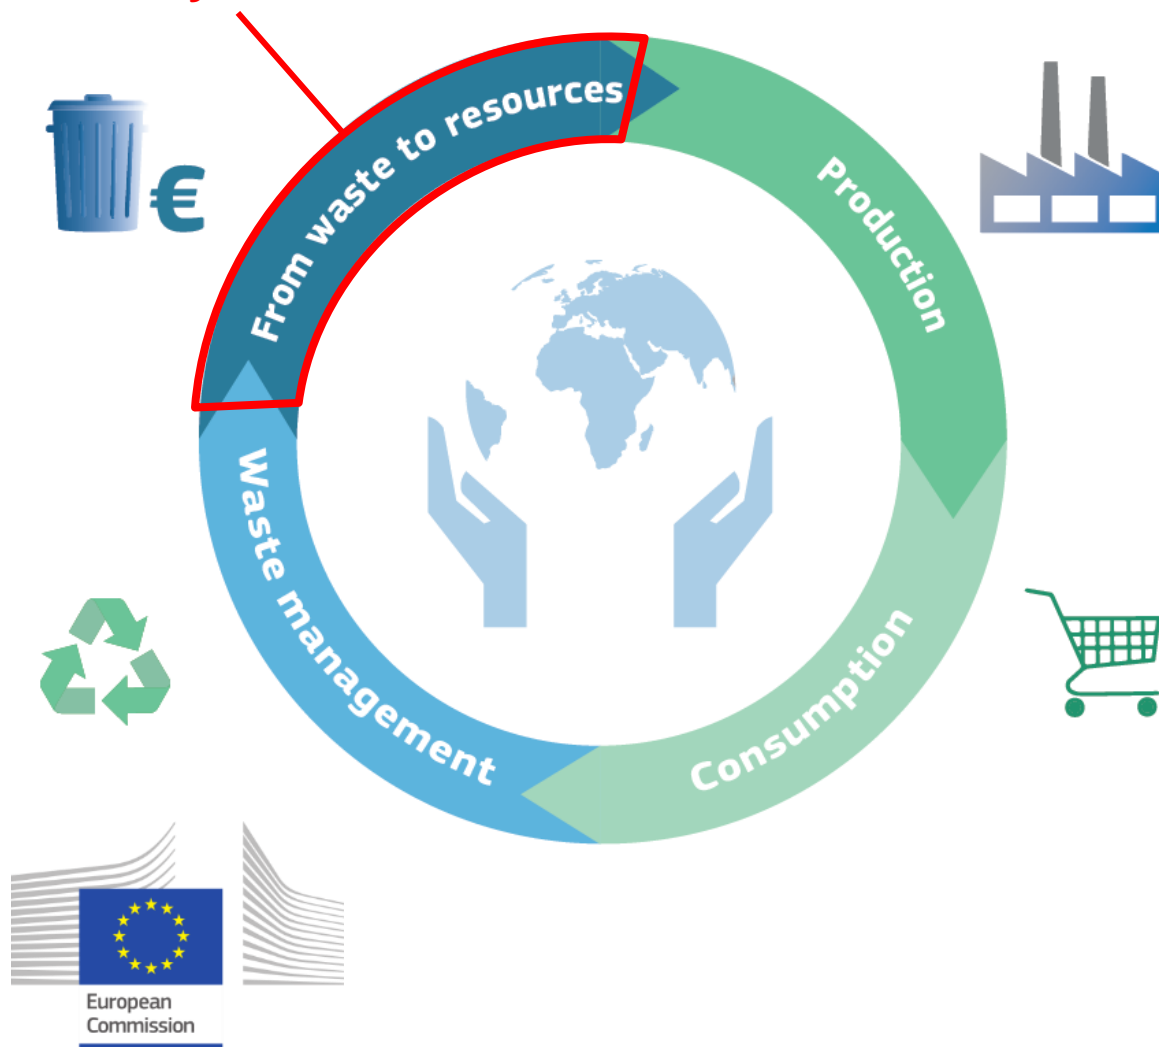 From waste to resources
Production
€
Waste management
Consumption
European
Commission